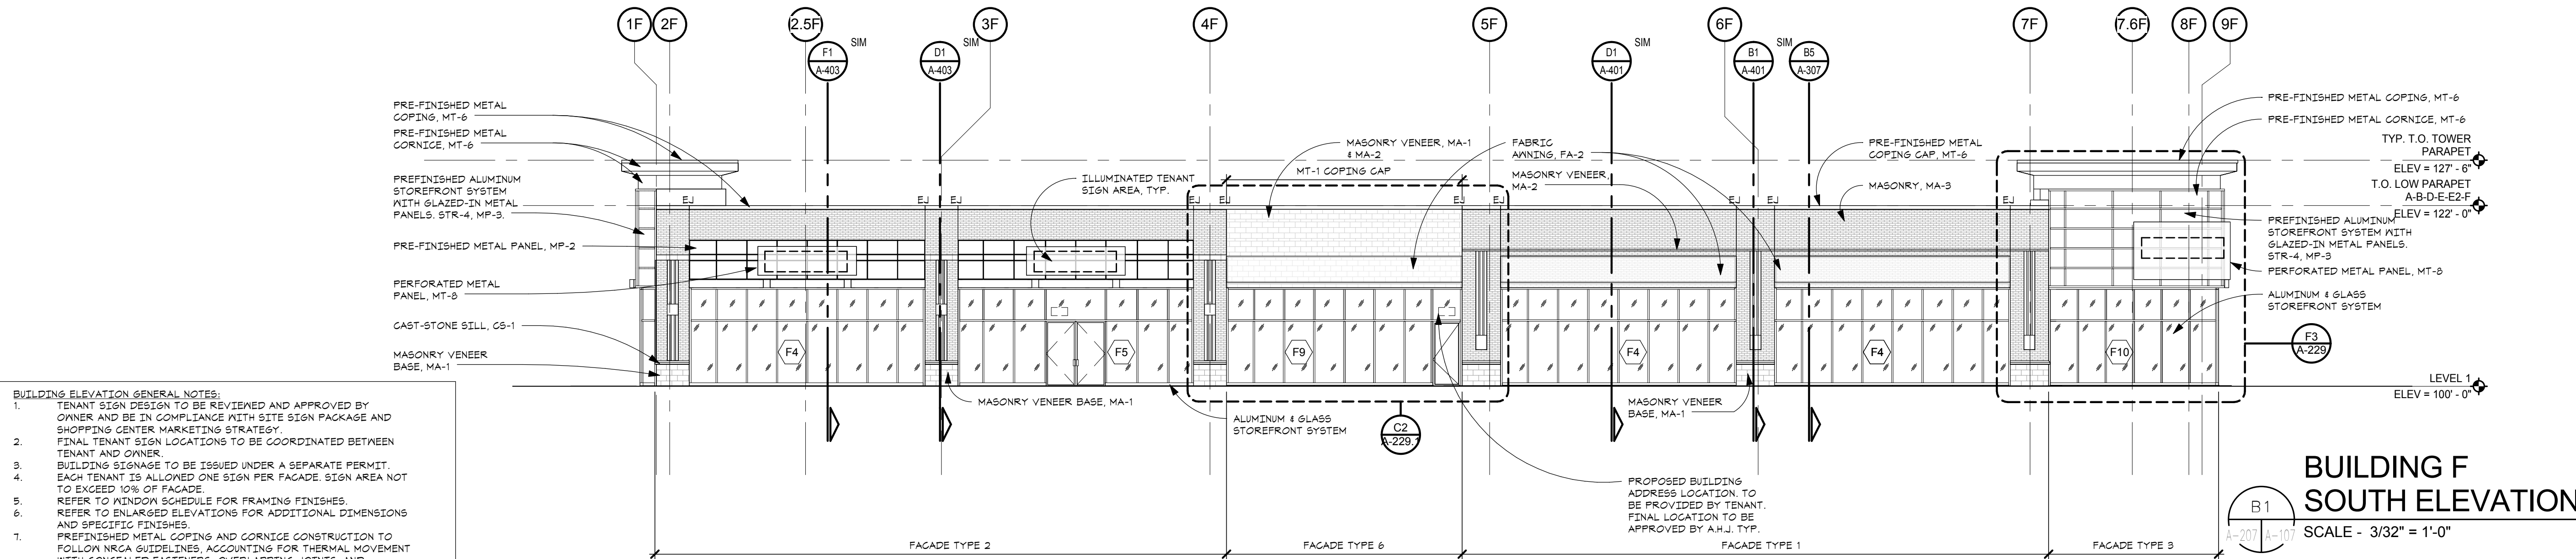 1F
2F
2.5F
3F
4F
5F
6F
7F
7.6F
8F
9F
F1
A-403
SIM
D1
A-403
SIM
D1
A-401
SIM
B1
A-401
SIM
B5
A-307
PRE-FINISHED METAL
COPING, MT-6
PRE-FINISHED METAL
CORNICE, MT-6
PREFINISHED ALUMINUM
STOREFRONT SYSTEM
WITH GLAZED-IN METAL
PANELS. STR-4, MP-3.
PRE-FINISHED METAL PANEL, MP-2
PERFORATED METAL
PANEL, MT-8
CAST-STONE SILL, CS-1
MASONRY VENEER
BASE, MA-1
ILLUMINATED TENANT
SIGN AREA, TYP.
MASONRY VENEER, MA-1
& MA-2
MT-1 COPING CAP
FABRIC
AWNING, FA-2
MASONRY VENEER,
MA-2
PRE-FINISHED METAL
COPING CAP, MT-6
MASONRY, MA-3
PRE-FINISHED METAL COPING, MT-6
PRE-FINISHED METAL CORNICE, MT-6
TYP. T.O. TOWER
PARAPET
ELEV = 127' - 6"
T.O. LOW PARAPET
A-B-D-E-E2-F
ELEV = 122' - 0"
PREFINISHED ALUMINUM
STOREFRONT SYSTEM WITH
GLAZED-IN METAL PANELS.
STR-4, MP-3
PERFORATED METAL PANEL, MT-8
ALUMINUM & GLASS
STOREFRONT SYSTEM
F3
A-229
LEVEL 1
ELEV = 100' - 0"
EJ
EJ
EJ
EJ
EJ
EJ
EJ
EJ
EJ
EJ
F4
F5
F9
F4
F4
F10
MASONRY VENEER BASE, MA-1
ALUMINUM & GLASS
STOREFRONT SYSTEM
C2
A-229.1
MASONRY VENEER
BASE, MA-1
PROPOSED BUILDING
ADDRESS LOCATION. TO
BE PROVIDED BY TENANT.
FINAL LOCATION TO BE
APPROVED BY A.H.J. TYP.
FACADE TYPE 2
FACADE TYPE 6
FACADE TYPE 1
FACADE TYPE 3
BUILDING ELEVATION GENERAL NOTES:
1. TENANT SIGN DESIGN TO BE REVIEWED AND APPROVED BY
OWNER AND BE IN COMPLIANCE WITH SITE SIGN PACKAGE AND
SHOPPING CENTER MARKETING STRATEGY.
2. FINAL TENANT SIGN LOCATIONS TO BE COORDINATED BETWEEN
TENANT AND OWNER.
3. BUILDING SIGNAGE TO BE ISSUED UNDER A SEPARATE PERMIT.
4. EACH TENANT IS ALLOWED ONE SIGN PER FACADE. SIGN AREA NOT
TO EXCEED 10% OF FACADE.
5. REFER TO WINDOW SCHEDULE FOR FRAMING FINISHES.
6. REFER TO ENLARGED ELEVATIONS FOR ADDITIONAL DIMENSIONS
AND SPECIFIC FINISHES.
7. PREFINISHED METAL COPING AND CORNICE CONSTRUCTION TO
FOLLOW NRCA GUIDELINES, ACCOUNTING FOR THERMAL MOVEMENT
WITH CONCEALED FASTENERS, OVERLAPPING JOINTS, AND
BUILDING F
SOUTH ELEVATION
SCALE - 3/32" = 1'-0"
B1
A-207
A-107